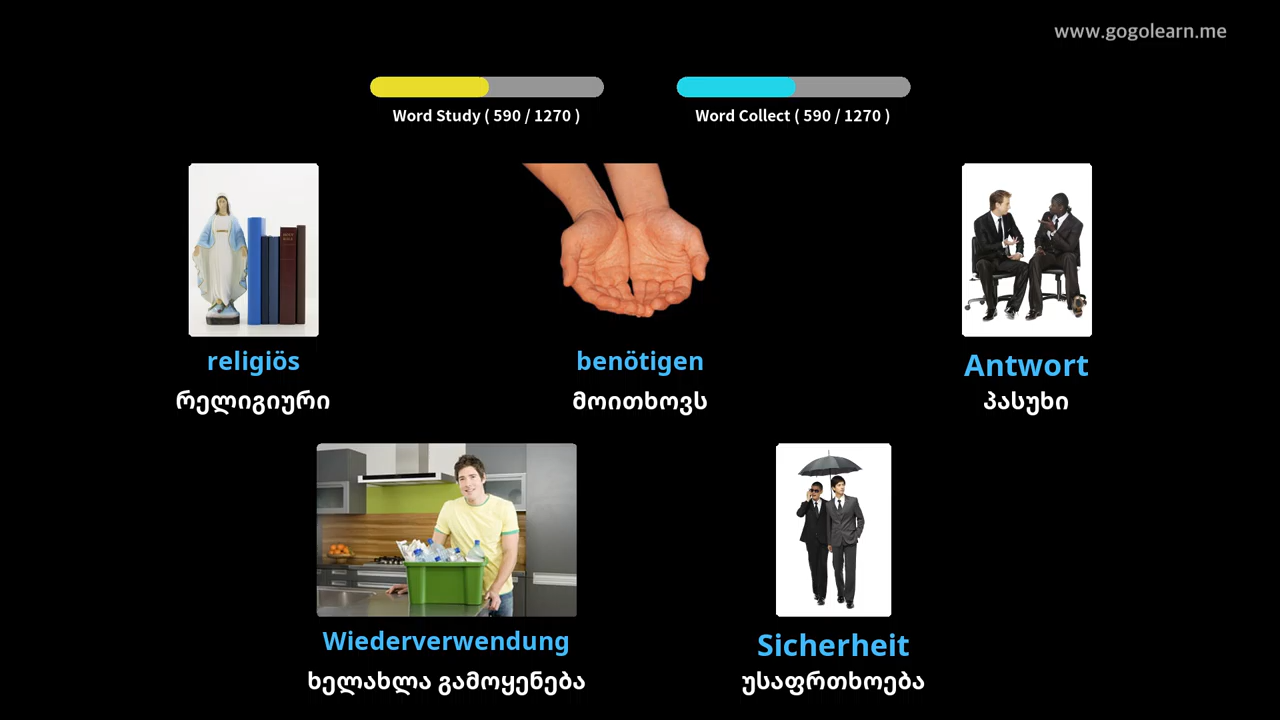 www.gogolearn.me
Word Study ( 590 / 1270 )
Word Collect ( 590 / 1270 )
religiös
რელიგიური
benötigen
მოითხოვს
Antwort
პასუხი
Wiederverwendung
ხელახლა გამოყენება
Sicherheit
უსაფრთხოება